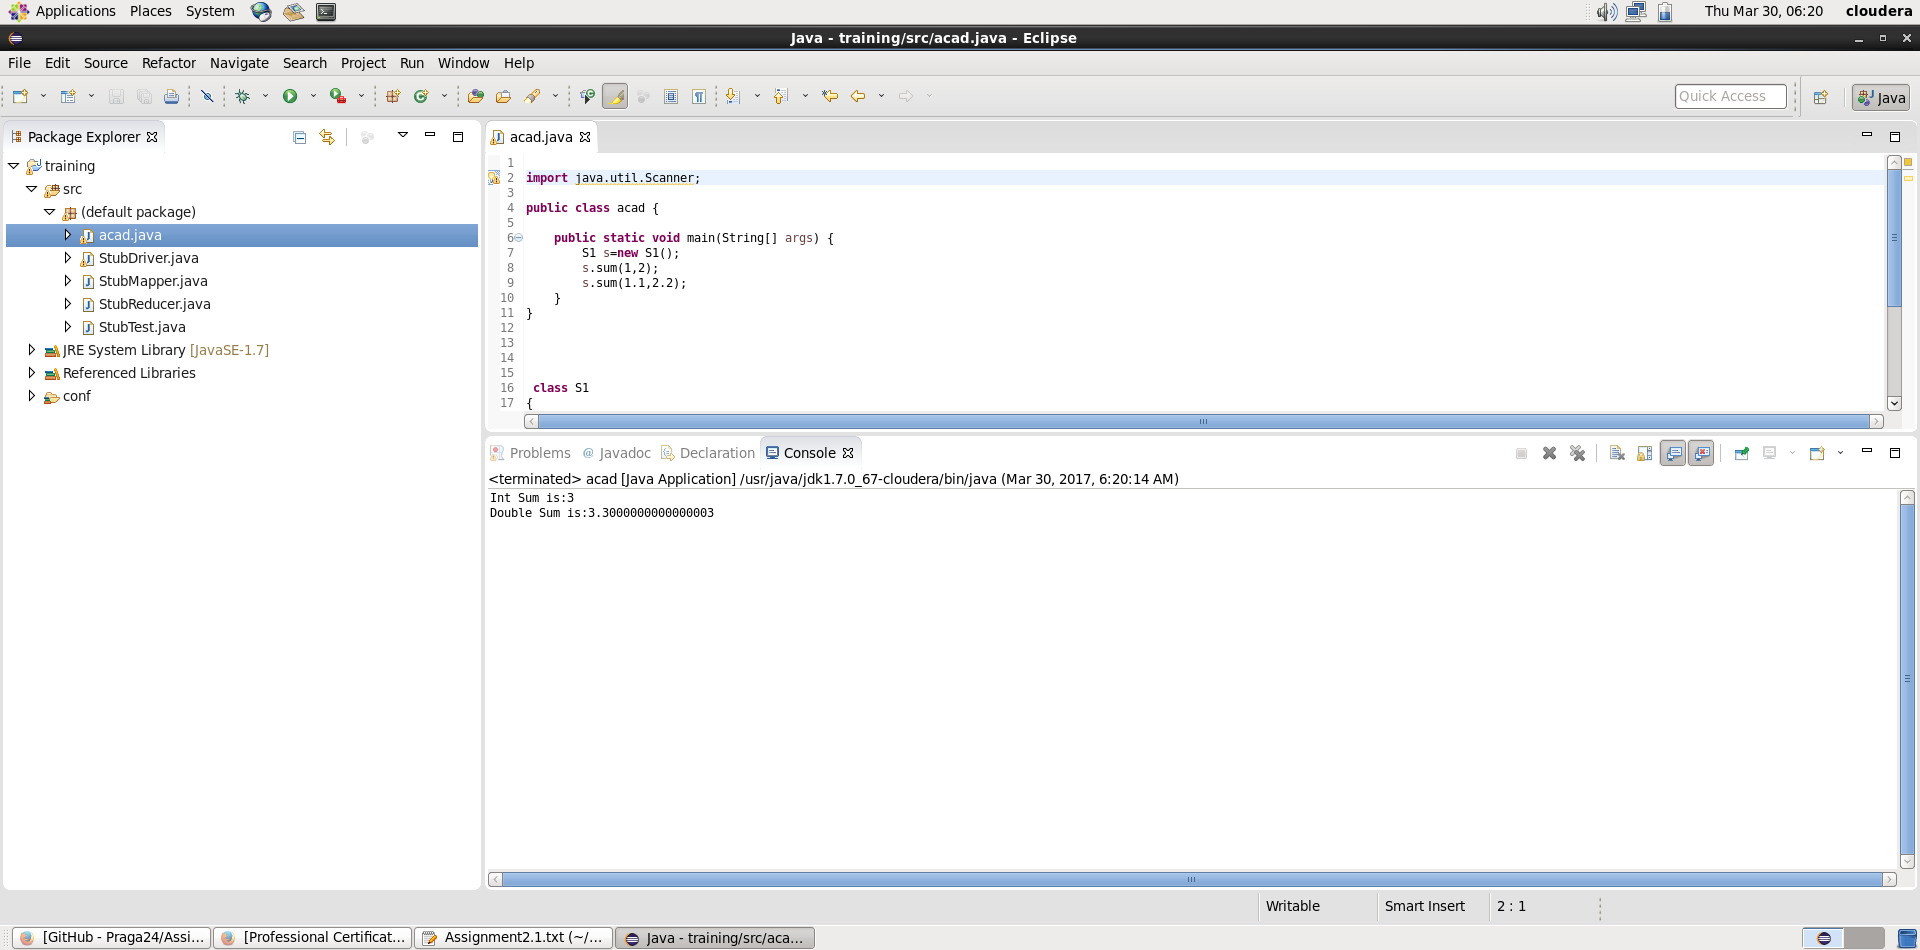 Applications Places System Thu Mar 30, 06:20 cloudera
Java - training/src/acad.java - Eclipse
File Edit Source Refactor Navigate Search Project Run Window Help
Quick Access Java
Package Explorer
training
src
(default package)
acad.java
StubDriver.java
StubMapper.java
StubReducer.java
StubTest.java
JRE System Library [JavaSE-1.7]
Referenced Libraries
conf
acad.java
1
2 import java.util.Scanner;
3
4 public class acad {
5
6 public static void main(String[] args) {
7 S1 s=new S1();
8 s.sum(1,2);
9 s.sum(1.1,2.2);
10 }
11 }
12
13
14
15
16 class S1
17 {
Problems @ Javadoc Declaration Console
<terminated> acad [Java Application] /usr/java/jdk1.7.0_67-cloudera/bin/java (Mar 30, 2017, 6:20:14 AM)
Int Sum is:3
Double Sum is:3.3000000000000003
Writable Smart Insert 2 : 1
[GitHub - Praga24/Assi... [Professional Certificat... Assignment2.1.txt (~/... Java - training/src/aca...